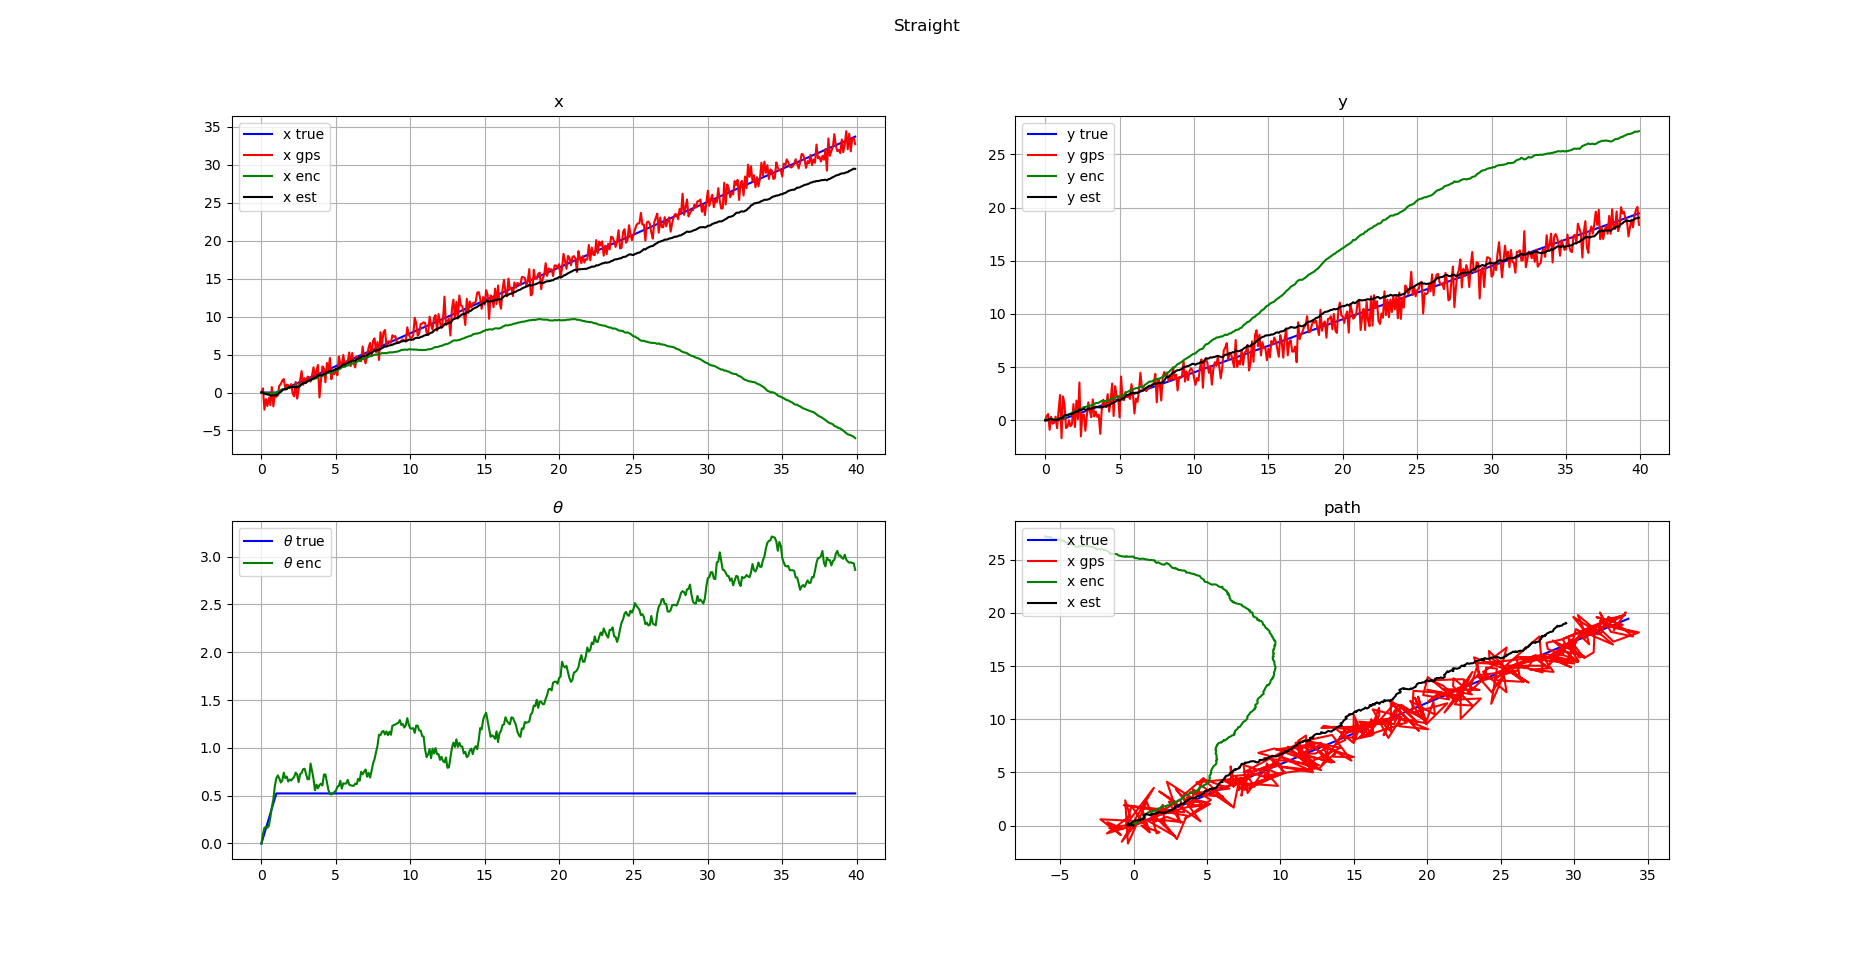 Straight
x
x true
x gps
x enc
x est
35
30
25
20
15
10
5
0
−5
0 5 10 15 20 25 30 35 40
y
y true
y gps
y enc
y est
25
20
15
10
5
0
0 5 10 15 20 25 30 35 40
θ
θ true
θ enc
3.0
2.5
2.0
1.5
1.0
0.5
0.0
0 5 10 15 20 25 30 35 40
path
x true
x gps
x enc
x est
25
20
15
10
5
0
−5 0 5 10 15 20 25 30 35